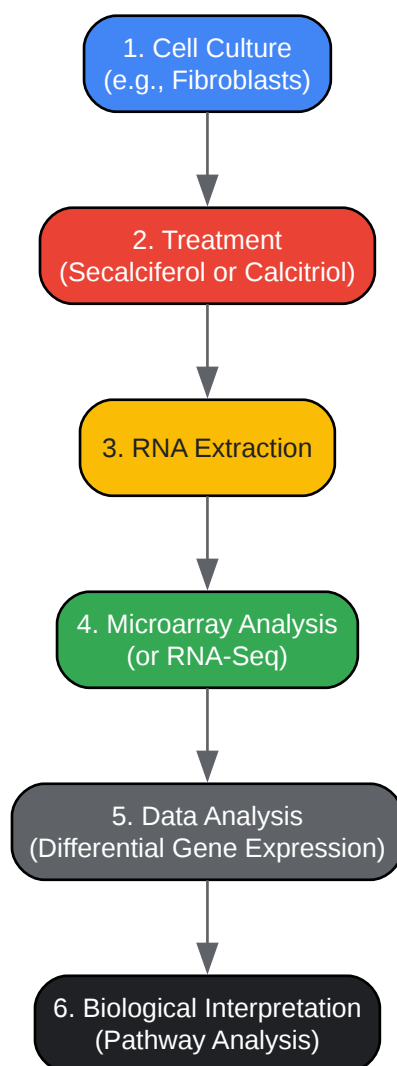 1. Cell Culture
(e.g., Fibroblasts)
2. Treatment
(Secalciferol or Calcitriol)
3. RNA Extraction
4. Microarray Analysis
(or RNA-Seq)
5. Data Analysis
(Differential Gene Expression)
6. Biological Interpretation
(Pathway Analysis)